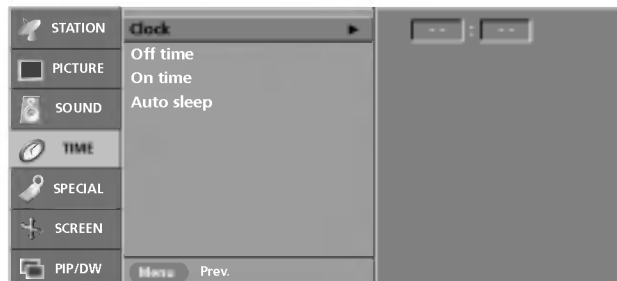 STATION
PICTURE
SOUND
TIME
SPECIAL
SCREEN
PIP/DW
Clock
Off time
On time
Auto sleep
Menu Prev.
-- : --